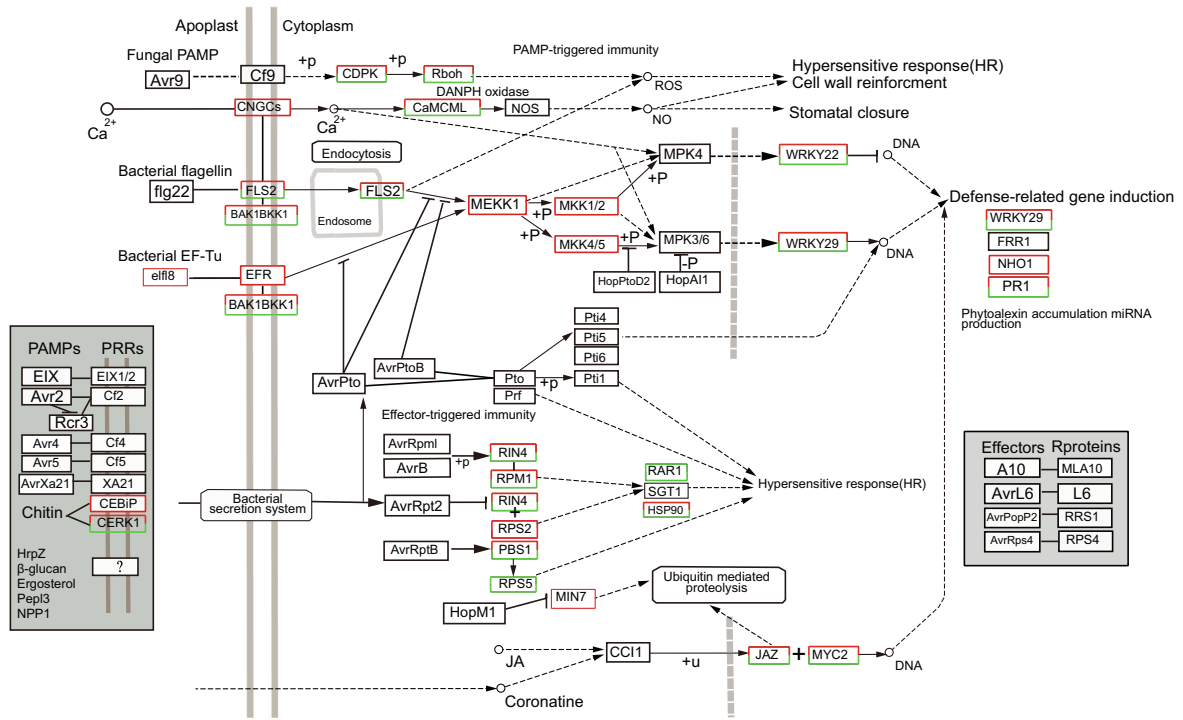 Apoplast
Cytoplasm
Fungal PAMP
Avr9
Cf9
+p
CDPK
+p
Rboh
PAMP-triggered immunity
ROS
Hypersensitive response(HR)
Cell wall reinforcment
DANPH oxidase
Ca2+
CNGCs
Ca2+
CaMCML
NOS
NO
Stomatal closure
Endocytosis
MPK4
WRKY22
DNA
Bacterial flagellin
flg22
FLS2
BAK1BKK1
FLS2
Endosome
MEKK1
+P
MKK1/2
+P
+P
MKK4/5
+P
MPK3/6
WRKY29
DNA
-P
HopPtoD2
HopAI1
Defense-related gene induction
WRKY29
FRR1
NHO1
PR1
Phytoalexin accumulation miRNA
production
Bacterial EF-Tu
elfl8
EFR
BAK1BKK1
PAMPs
PRRs
EIX
EIX1/2
Avr2
Cf2
Rcr3
Avr4
Cf4
Avr5
Cf5
AvrXa21
XA21
Chitin
CEBiP
CERK1
HrpZ
β-glucan
Ergosterol
Pepl3
NPP1
?
AvrPto
AvrPtoB
Pto
Prf
+p
Pti4
Pti5
Pti6
Pti1
Effector-triggered immunity
AvrRpml
AvrB
+p
RIN4
RPM1
Bacterial
secretion system
AvrRpt2
RIN4
+
RPS2
AvrRptB
PBS1
RPS5
RAR1
SGT1
HSP90
Hypersensitive response(HR)
HopM1
MIN7
Ubiquitin mediated
proteolysis
JA
Coronatine
CCI1
+u
JAZ
+
MYC2
DNA
Effectors
Rproteins
A10
MLA10
AvrL6
L6
AvrPopP2
RRS1
AvrRps4
RPS4